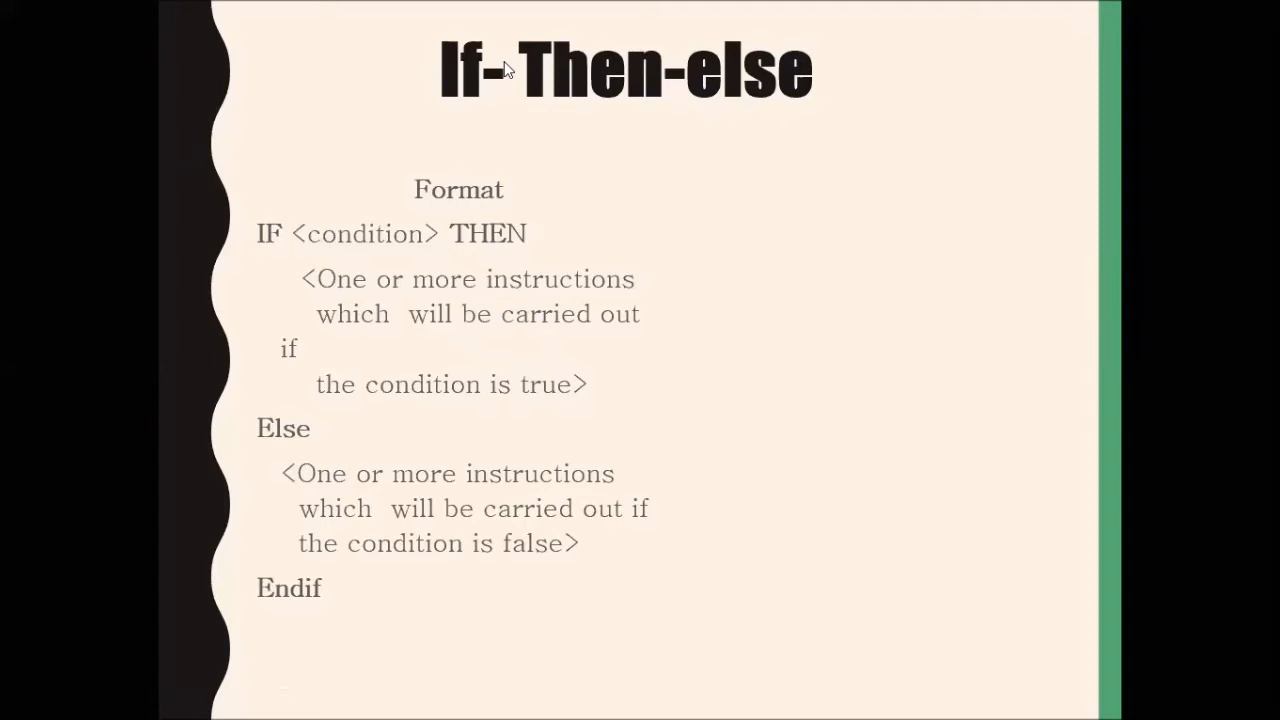 If-Then-else
Format
IF <condition> THEN
<One or more instructions
which will be carried out
if
the condition is true>
Else
<One or more instructions
which will be carried out if
the condition is false>
Endif